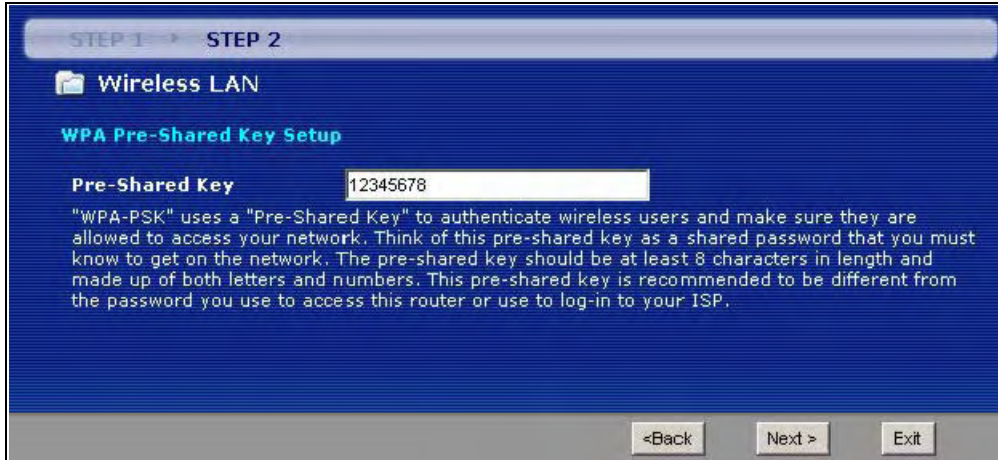 STEP 1 STEP 2
Wireless LAN
WPA Pre-Shared Key Setup
Pre-Shared Key 12345678
"WPA-PSK" uses a "Pre-Shared Key" to authenticate wireless users and make sure they are
allowed to access your network. Think of this pre-shared key as a shared password that you must
know to get on the network. The pre-shared key should be at least 8 characters in length and
made up of both letters and numbers. This pre-shared key is recommended to be different from
the password you use to access this router or use to log-in to your ISP.
<Back Next > Exit